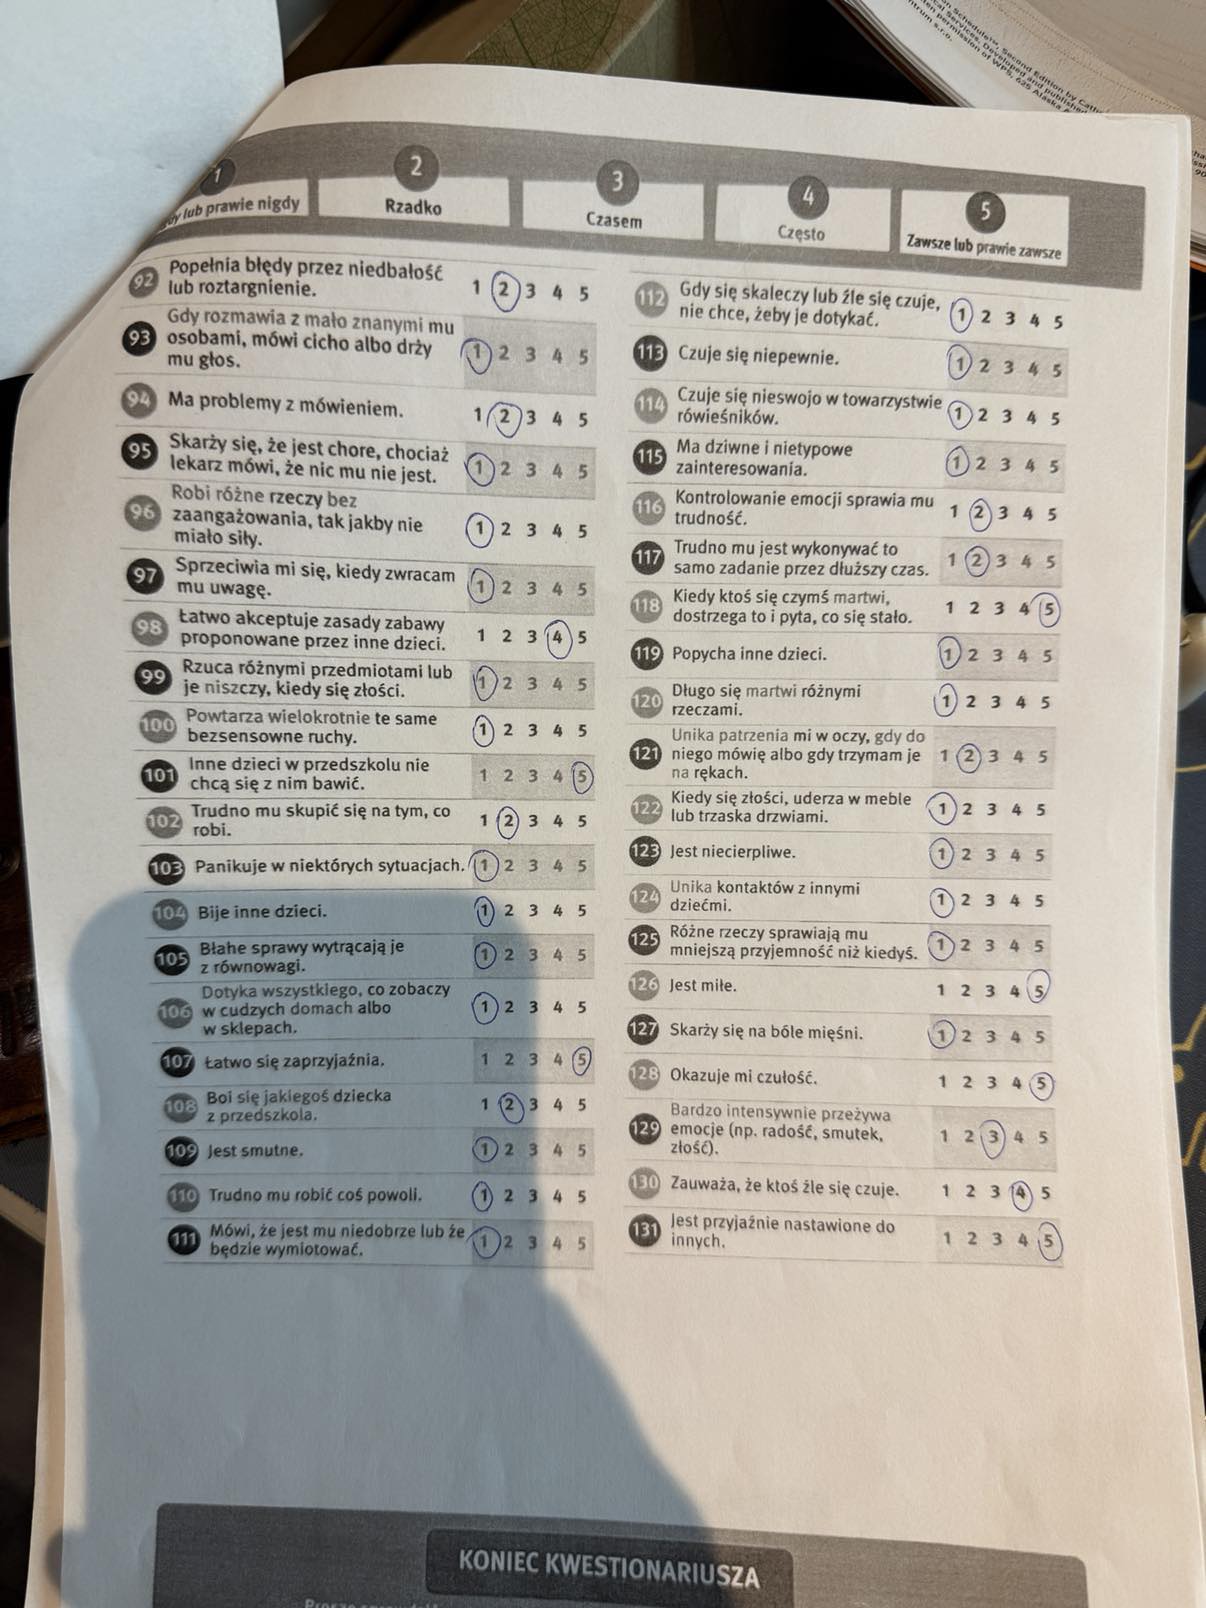 n Schedule™, Second Edition by Cath
cal Services. Developed and published
ten permission of WPS, 625 Alaska A
ntrum s.r.o.
1
lub prawie nigdy
2
Rzadko
3
Czasem
4
Często
5
Zawsze lub prawie zawsze
92 Popełnia błędy przez niedbałość
lub roztargnienie. 1 2 3 4 5
93 Gdy rozmawia z mało znanymi mu
osobami, mówi cicho albo drży
mu głos. 1 2 3 4 5
94 Ma problemy z mówieniem. 1 2 3 4 5
95 Skarży się, że jest chore, chociaż
lekarz mówi, że nic mu nie jest. 1 2 3 4 5
96 Robi różne rzeczy bez
zaangażowania, tak jakby nie
miało siły. 1 2 3 4 5
97 Sprzeciwia mi się, kiedy zwracam
mu uwagę. 1 2 3 4 5
98 Łatwo akceptuje zasady zabawy
proponowane przez inne dzieci. 1 2 3 4 5
99 Rzuca różnymi przedmiotami lub
je niszczy, kiedy się złości. 1 2 3 4 5
100 Powtarza wielokrotnie te same
bezsensowne ruchy. 1 2 3 4 5
101 Inne dzieci w przedszkolu nie
chcą się z nim bawić. 1 2 3 4 5
102 Trudno mu skupić się na tym, co
robi. 1 2 3 4 5
103 Panikuje w niektórych sytuacjach. 1 2 3 4 5
104 Bije inne dzieci. 1 2 3 4 5
105 Błahe sprawy wytrącają je
z równowagi. 1 2 3 4 5
106 Dotyka wszystkiego, co zobaczy
w cudzych domach albo
w sklepach. 1 2 3 4 5
107 Łatwo się zaprzyjaźnia. 1 2 3 4 5
108 Boi się jakiegoś dziecka
z przedszkola. 1 2 3 4 5
109 Jest smutne. 1 2 3 4 5
110 Trudno mu robić coś powoli. 1 2 3 4 5
111 Mówi, że jest mu niedobrze lub że
będzie wymiotować. 1 2 3 4 5
112 Gdy się skaleczy lub źle się czuje,
nie chce, żeby je dotykać. 1 2 3 4 5
113 Czuje się niepewnie. 1 2 3 4 5
114 Czuje się nieswojo w towarzystwie
rówieśników. 1 2 3 4 5
115 Ma dziwne i nietypowe
zainteresowania. 1 2 3 4 5
116 Kontrolowanie emocji sprawia mu
trudność. 1 2 3 4 5
117 Trudno mu jest wykonywać to
samo zadanie przez dłuższy czas. 1 2 3 4 5
118 Kiedy ktoś się czymś martwi,
dostrzega to i pyta, co się stało. 1 2 3 4 5
119 Popycha inne dzieci. 1 2 3 4 5
120 Długo się martwi różnymi
rzeczami. 1 2 3 4 5
121 Unika patrzenia mi w oczy, gdy do
niego mówię albo gdy trzymam je
na rękach. 1 2 3 4 5
122 Kiedy się złości, uderza w meble
lub trzaska drzwiami. 1 2 3 4 5
123 Jest niecierpliwe. 1 2 3 4 5
124 Unika kontaktów z innymi
dziećmi. 1 2 3 4 5
125 Różne rzeczy sprawiają mu
mniejszą przyjemność niż kiedyś. 1 2 3 4 5
126 Jest miłe. 1 2 3 4 5
127 Skarży się na bóle mięśni. 1 2 3 4 5
128 Okazuje mi czułość. 1 2 3 4 5
129 Bardzo intensywnie przeżywa
emocje (np. radość, smutek,
złość). 1 2 3 4 5
130 Zauważa, że ktoś źle się czuje. 1 2 3 4 5
131 Jest przyjaźnie nastawione do
innych. 1 2 3 4 5
KONIEC KWESTIONARIUSZA